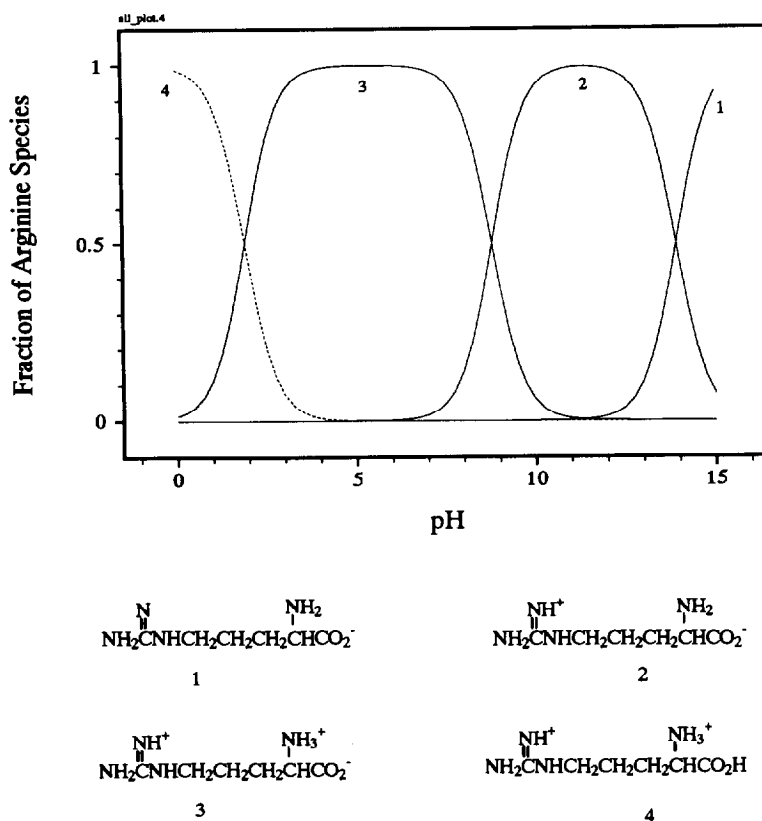 all_plot.4
Fraction of Arginine Species
1
0.5
0
4
3
2
1
0
5
10
15
pH
N
NH₂
NH₂CNHCH₂CH₂CH₂CHCO₂⁻
1
NH⁺
NH₂
NH₂CNHCH₂CH₂CH₂CHCO₂⁻
2
NH⁺
NH₃⁺
NH₂CNHCH₂CH₂CH₂CHCO₂⁻
3
NH⁺
NH₃⁺
NH₂CNHCH₂CH₂CH₂CHCO₂H
4